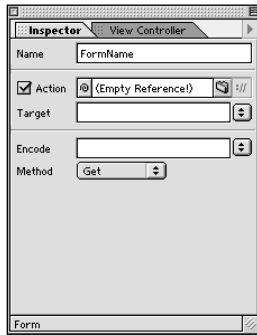 Inspector View Controller
Name FormName
Action (Empty Reference!) ://
Target
Encode
Method Get
Form